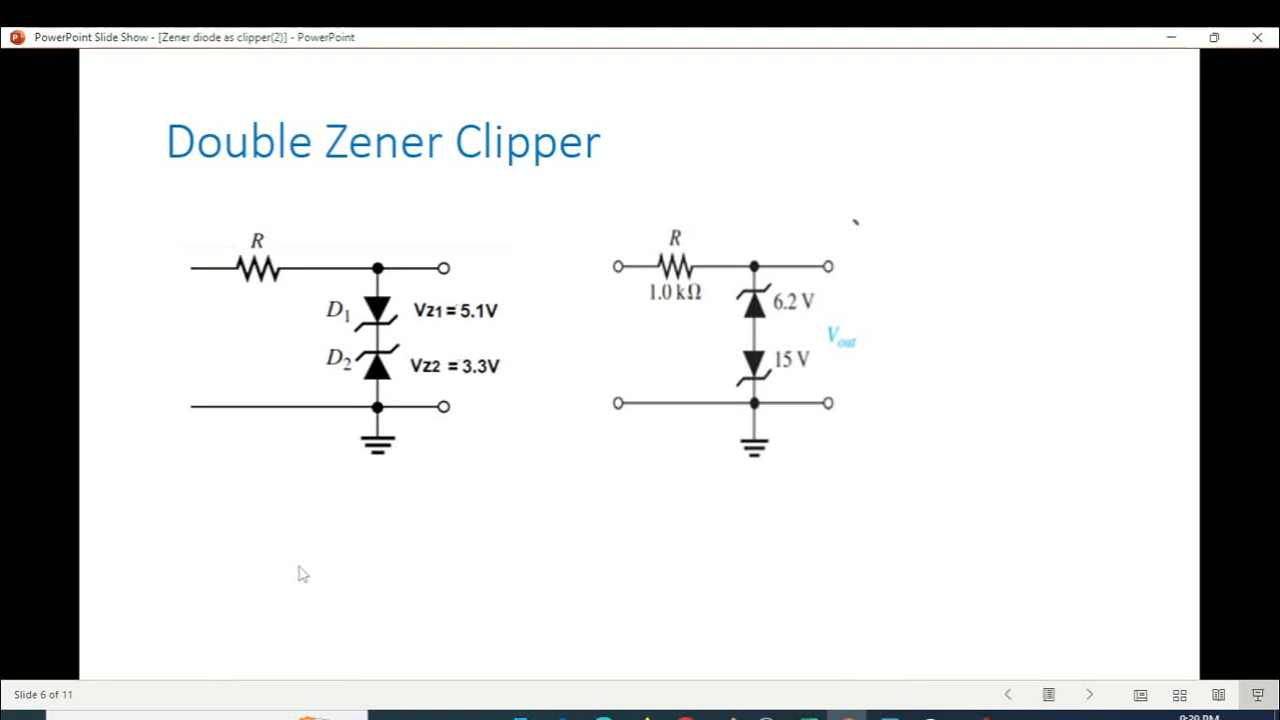 PowerPoint Slide Show - [Zener diode as clipper(2)] - PowerPoint
Double Zener Clipper
R
D1
Vz1 = 5.1V
D2
Vz2 = 3.3V
R
1.0 kΩ
6.2 V
Vout
15 V
Slide 6 of 11